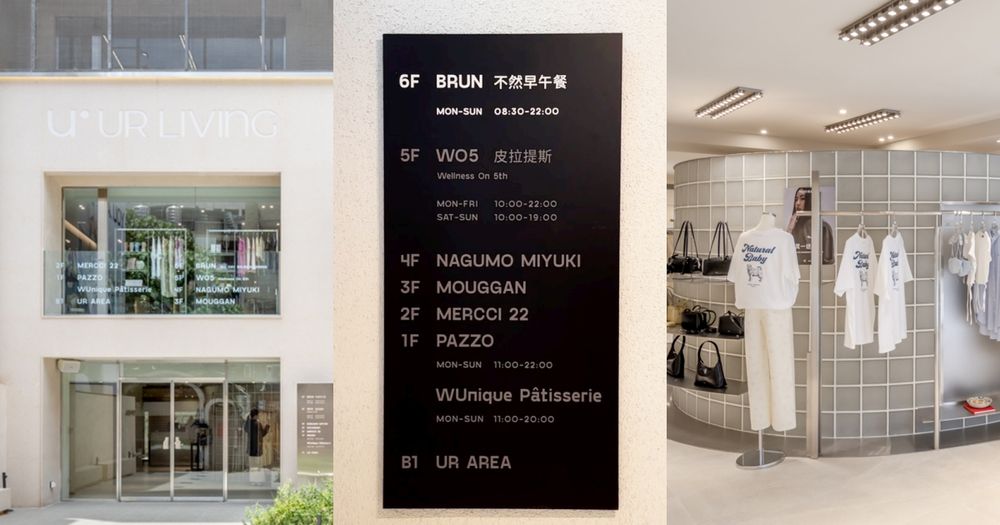 u° UR LIVING
2F MERCCI 22
1F PAZZO
WUnique Pâtisserie
B1 UR AREA
6F BRUN
5F WO5
4F NAGUMO MIYUKI
3F MOUGGAN
6F BRUN 不然早午餐
MON-SUN 08:30-22:00
5F WO5 皮拉提斯
Wellness On 5th
MON-FRI 10:00-22:00
SAT-SUN 10:00-19:00
4F NAGUMO MIYUKI
3F MOUGGAN
2F MERCCI 22
1F PAZZO
MON-SUN 11:00-22:00
WUnique Pâtisserie
MON-SUN 11:00-20:00
B1 UR AREA
Natural
Baby